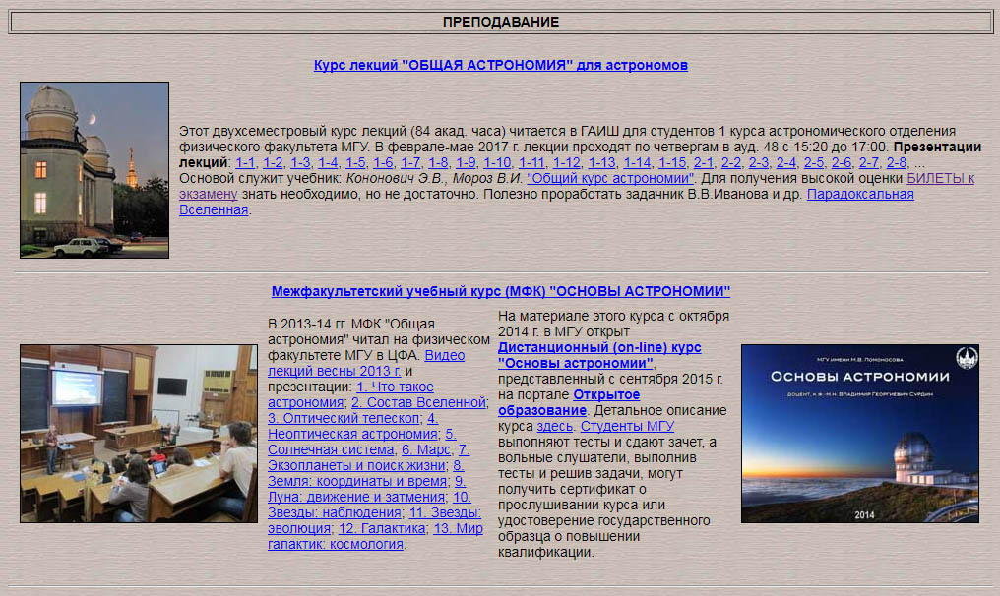 ПРЕПОДАВАНИЕ
Курс лекций "ОБЩАЯ АСТРОНОМИЯ" для астрономов
Этот двухсеместровый курс лекций (84 акад. часа) читается в ГАИШ для студентов 1 курса астрономического отделения
физического факультета МГУ. В феврале-мае 2017 г. лекции проходят по четвергам в ауд. 48 с 15:20 до 17:00. Презентации
лекций: 1-1, 1-2, 1-3, 1-4, 1-5, 1-6, 1-7, 1-8, 1-9, 1-10, 1-11, 1-12, 1-13, 1-14, 1-15, 2-1, 2-2, 2-3, 2-4, 2-5, 2-6, 2-7, 2-8, ...
Основой служит учебник: Кононович Э.В., Мороз В.И. "Общий курс астрономии". Для получения высокой оценки БИЛЕТЫ к
экзамену знать необходимо, но не достаточно. Полезно проработать задачник В.В.Иванова и др. Парадоксальная
Вселенная.
Межфакультетский учебный курс (МФК) "ОСНОВЫ АСТРОНОМИИ"
В 2013-14 гг. МФК "Общая
астрономия" читал на физическом
факультете МГУ в ЦФА. Видео
лекций весны 2013 г. и
презентации: 1. Что такое
астрономия; 2. Состав Вселенной;
3. Оптический телескоп; 4.
Неоптическая астрономия; 5.
Солнечная система; 6. Марс; 7.
Экзопланеты и поиск жизни; 8.
Земля: координаты и время; 9.
Луна: движение и затмения; 10.
Звезды: наблюдения; 11. Звезды:
эволюция; 12. Галактика; 13. Мир
галактик: космология.
На материале этого курса с октября
2014 г. в МГУ открыт
Дистанционный (on-line) курс
"Основы астрономии",
представленный с сентября 2015 г.
на портале Открытое
образование. Детальное описание
курса здесь. Студенты МГУ
выполняют тесты и сдают зачет, а
вольные слушатели, выполнив
тесты и решив задачи, могут
получить сертификат о
прослушивании курса или
удостоверение государственного
образца о повышении
квалификации.
МГУ ИМЕНИ М.В. ЛОМОНОСОВА
ОСНОВЫ АСТРОНОМИИ
ДОЦЕНТ, К.Ф.-М.Н. ВЛАДИМИР ГЕОРГИЕВИЧ СУРДИН
2014